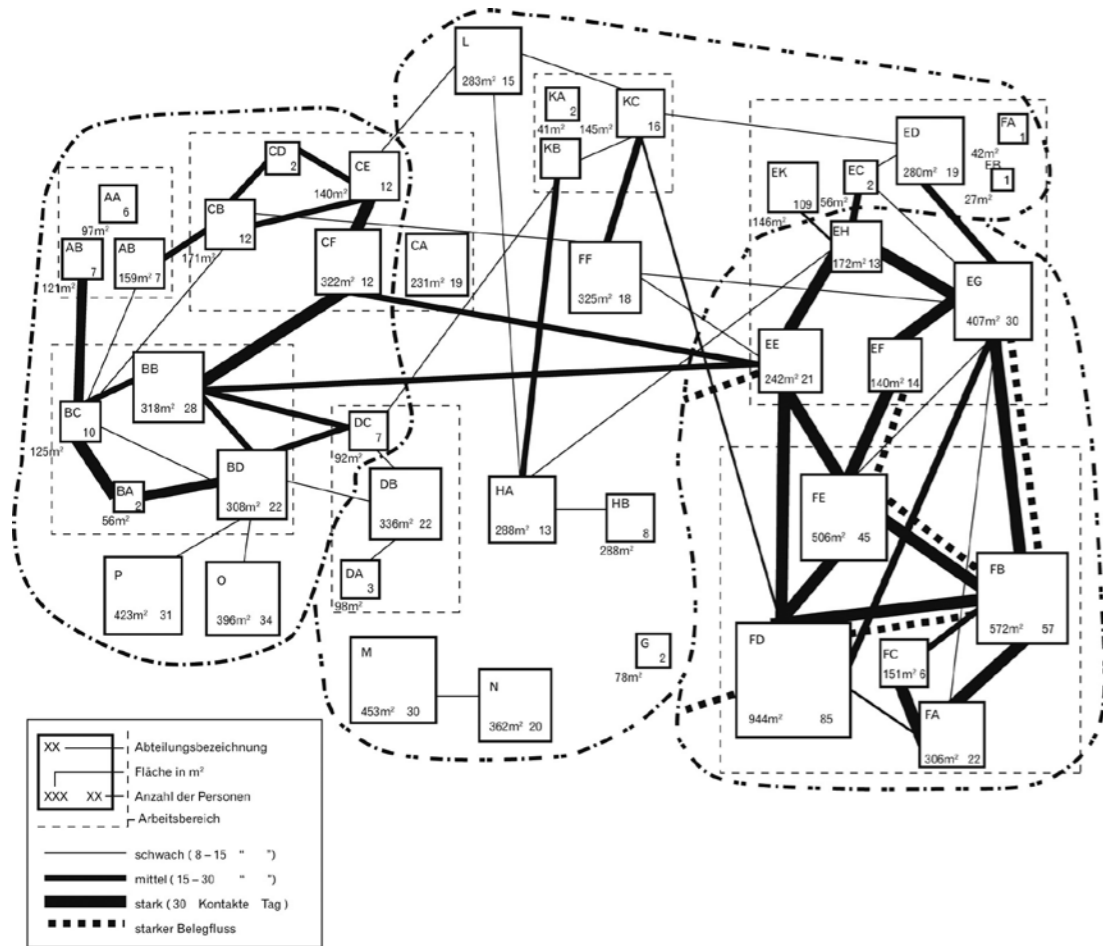 L
283m² 15
KA
2
41m²
145m²
KC
16
KB
ED
280m² 19
FA
1
42m²
EB
1
27m²
EK
109
146m²
EC
2
56m²
EH
172m² 13
EG
407m² 30
CD
2
CE
12
140m²
CB
12
171m²
CF
322m² 12
CA
231m² 19
AA
6
97m²
AB
7
121m²
AB
159m² 7
FF
325m² 18
EE
242m² 21
EF
140m² 14
BB
318m² 28
BC
10
125m²
BD
308m² 22
BA
2
56m²
DC
7
92m²
DB
336m² 22
DA
3
98m²
HA
288m² 13
HB
8
288m²
FE
506m² 45
FB
572m² 57
P
423m² 31
O
396m² 34
M
453m² 30
N
362m² 20
G
2
78m²
FD
944m² 85
FC
151m² 6
FA
306m² 22
XX
Abteilungsbezeichnung
Fläche in m²
XXX XX
Anzahl der Personen
Arbeitsbereich
schwach ( 8 – 15 “ ”)
mittel ( 15 – 30 “ ”)
stark ( 30 Kontakte Tag )
starker Belegfluss